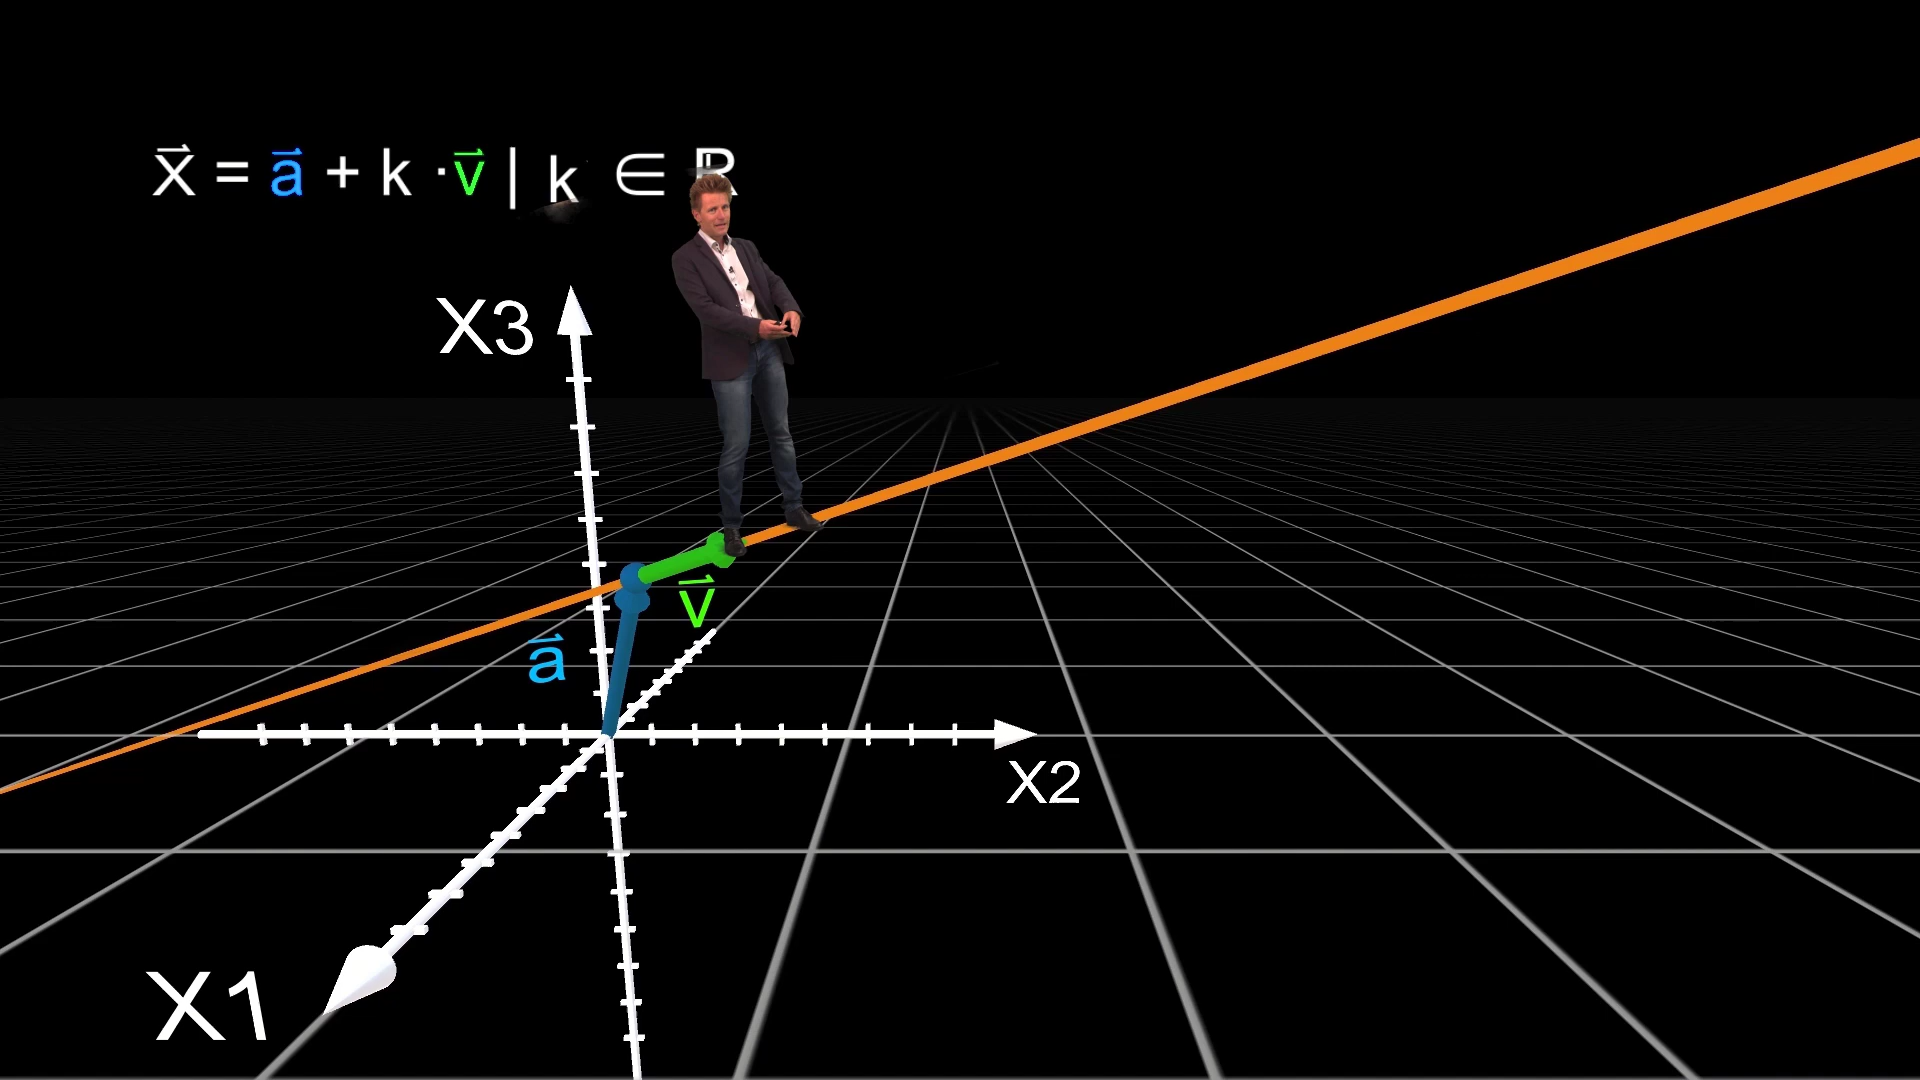 x⃗ = a⃗ + k · v⃗ | k ∈ ℝ
X3
v⃗
a⃗
X2
X1